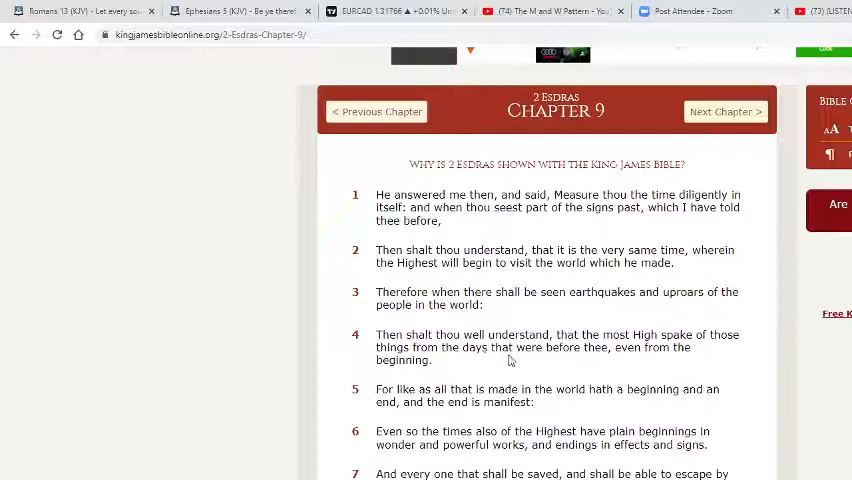 Romans 13 (KJV) - Let every so
Ephesians 5 (KJV) - Be ye there!
EURCAD 1.31766 ▲ +0.01% Un
(74) The M and W Pattern - You
Post Attendee - Zoom
(73) [LISTEN
kingjamesbibleonline.org/2-Esdras-Chapter-9/
< Previous Chapter
2 Esdras
Chapter 9
Next Chapter >
Bible
AA
¶
Why is 2 Esdras shown with the King James Bible?
Are
1 He answered me then, and said, Measure thou the time diligently in
itself: and when thou seest part of the signs past, which I have told
thee before,
2 Then shalt thou understand, that it is the very same time, wherein
the Highest will begin to visit the world which he made.
3 Therefore when there shall be seen earthquakes and uproars of the
people in the world:
Free K
4 Then shalt thou well understand, that the most High spake of those
things from the days that were before thee, even from the
beginning.
5 For like as all that is made in the world hath a beginning and an
end, and the end is manifest:
6 Even so the times also of the Highest have plain beginnings in
wonder and powerful works, and endings in effects and signs.
7 And every one that shall be saved, and shall be able to escape by